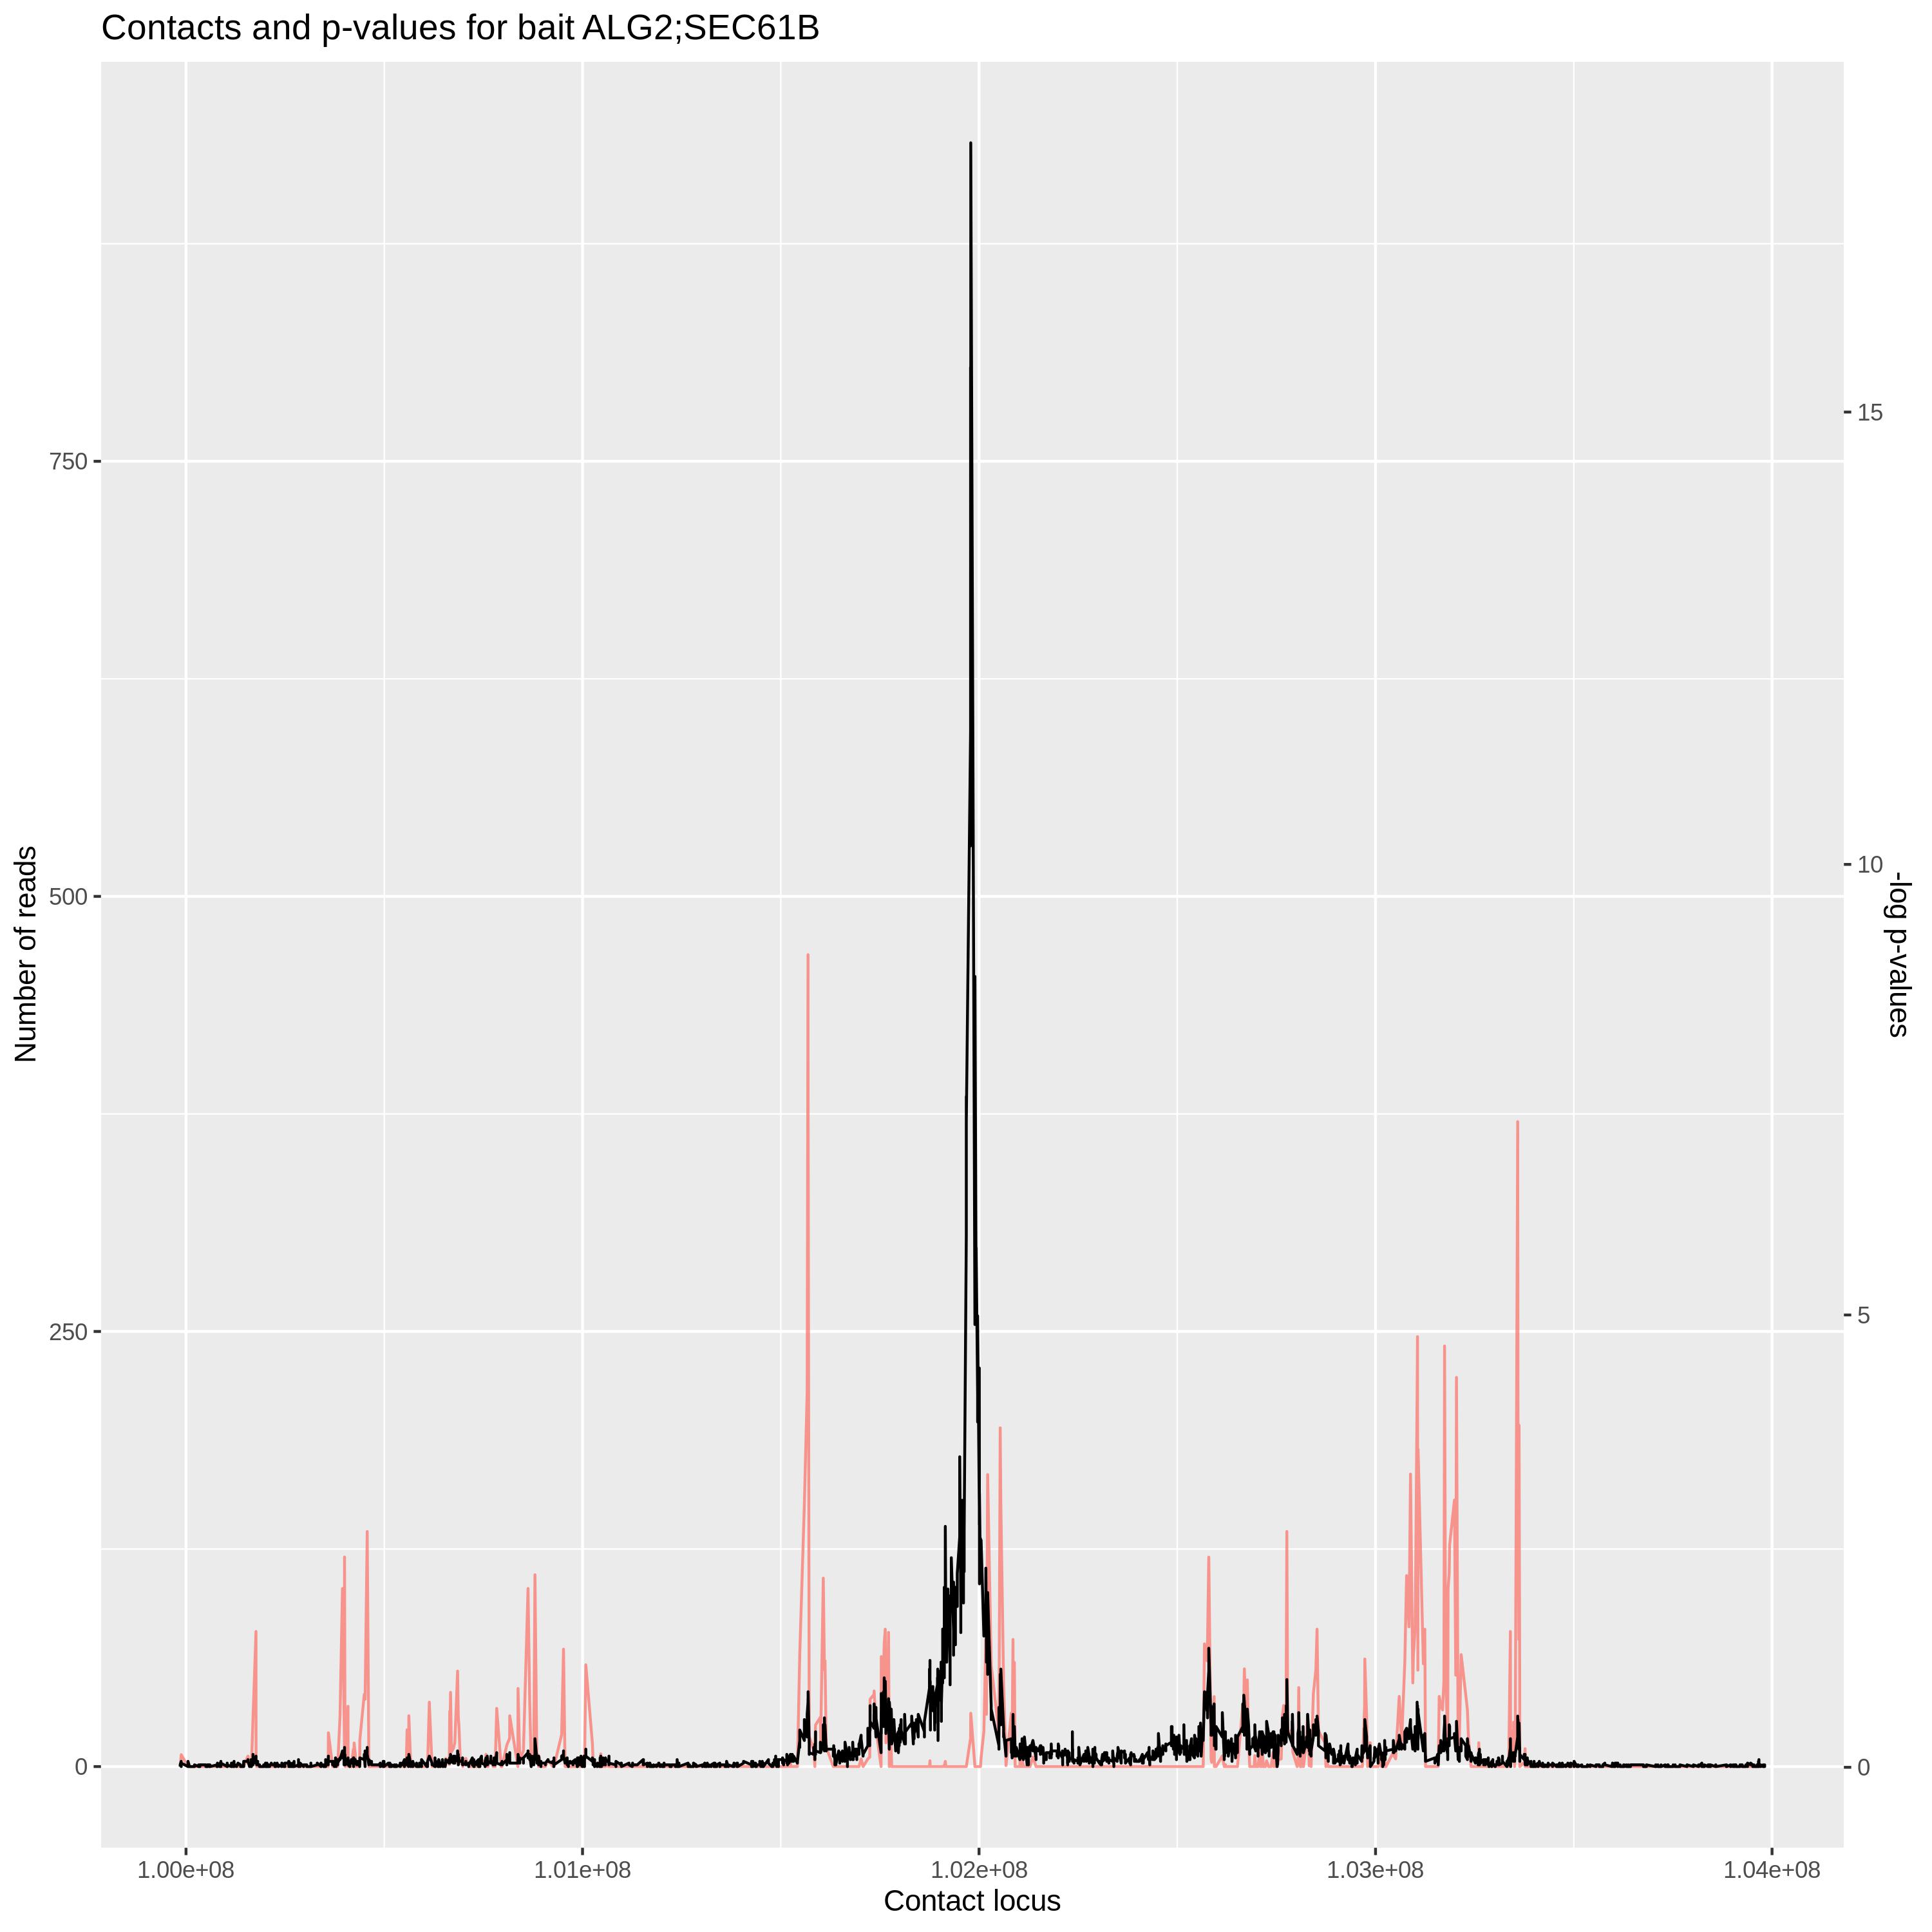 Contacts and p-values for bait ALG2;SEC61B
Number of reads
750
500
250
0
15
10
5
0
-log p-values
1.00e+08
1.01e+08
1.02e+08
1.03e+08
1.04e+08
Contact locus